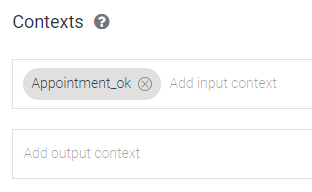 Contexts ?
Appointment_ok Add input context
Add output context